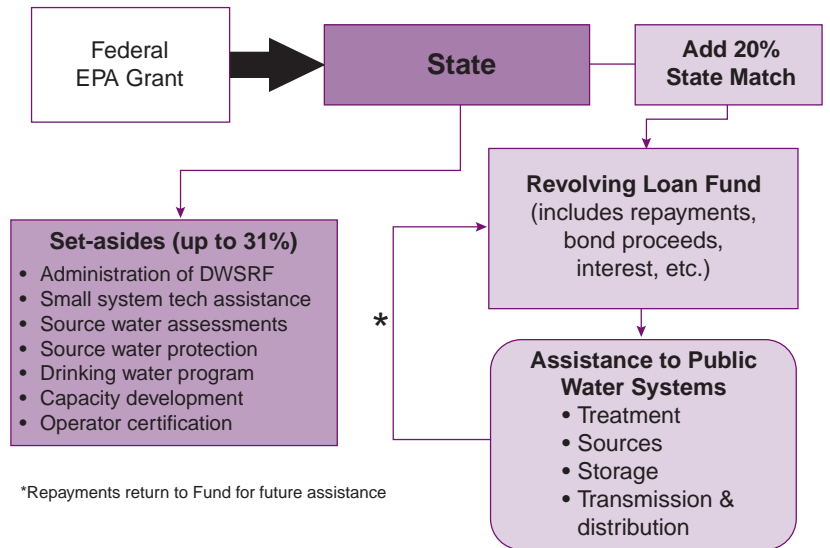 Federal
EPA Grant
State
Add 20%
State Match
Revolving Loan Fund
(includes repayments,
bond proceeds,
interest, etc.)
Set-asides (up to 31%)
• Administration of DWSRF
• Small system tech assistance
• Source water assessments
• Source water protection
• Drinking water program
• Capacity development
• Operator certification
*
Assistance to Public
Water Systems
• Treatment
• Sources
• Storage
• Transmission &
distribution
*Repayments return to Fund for future assistance